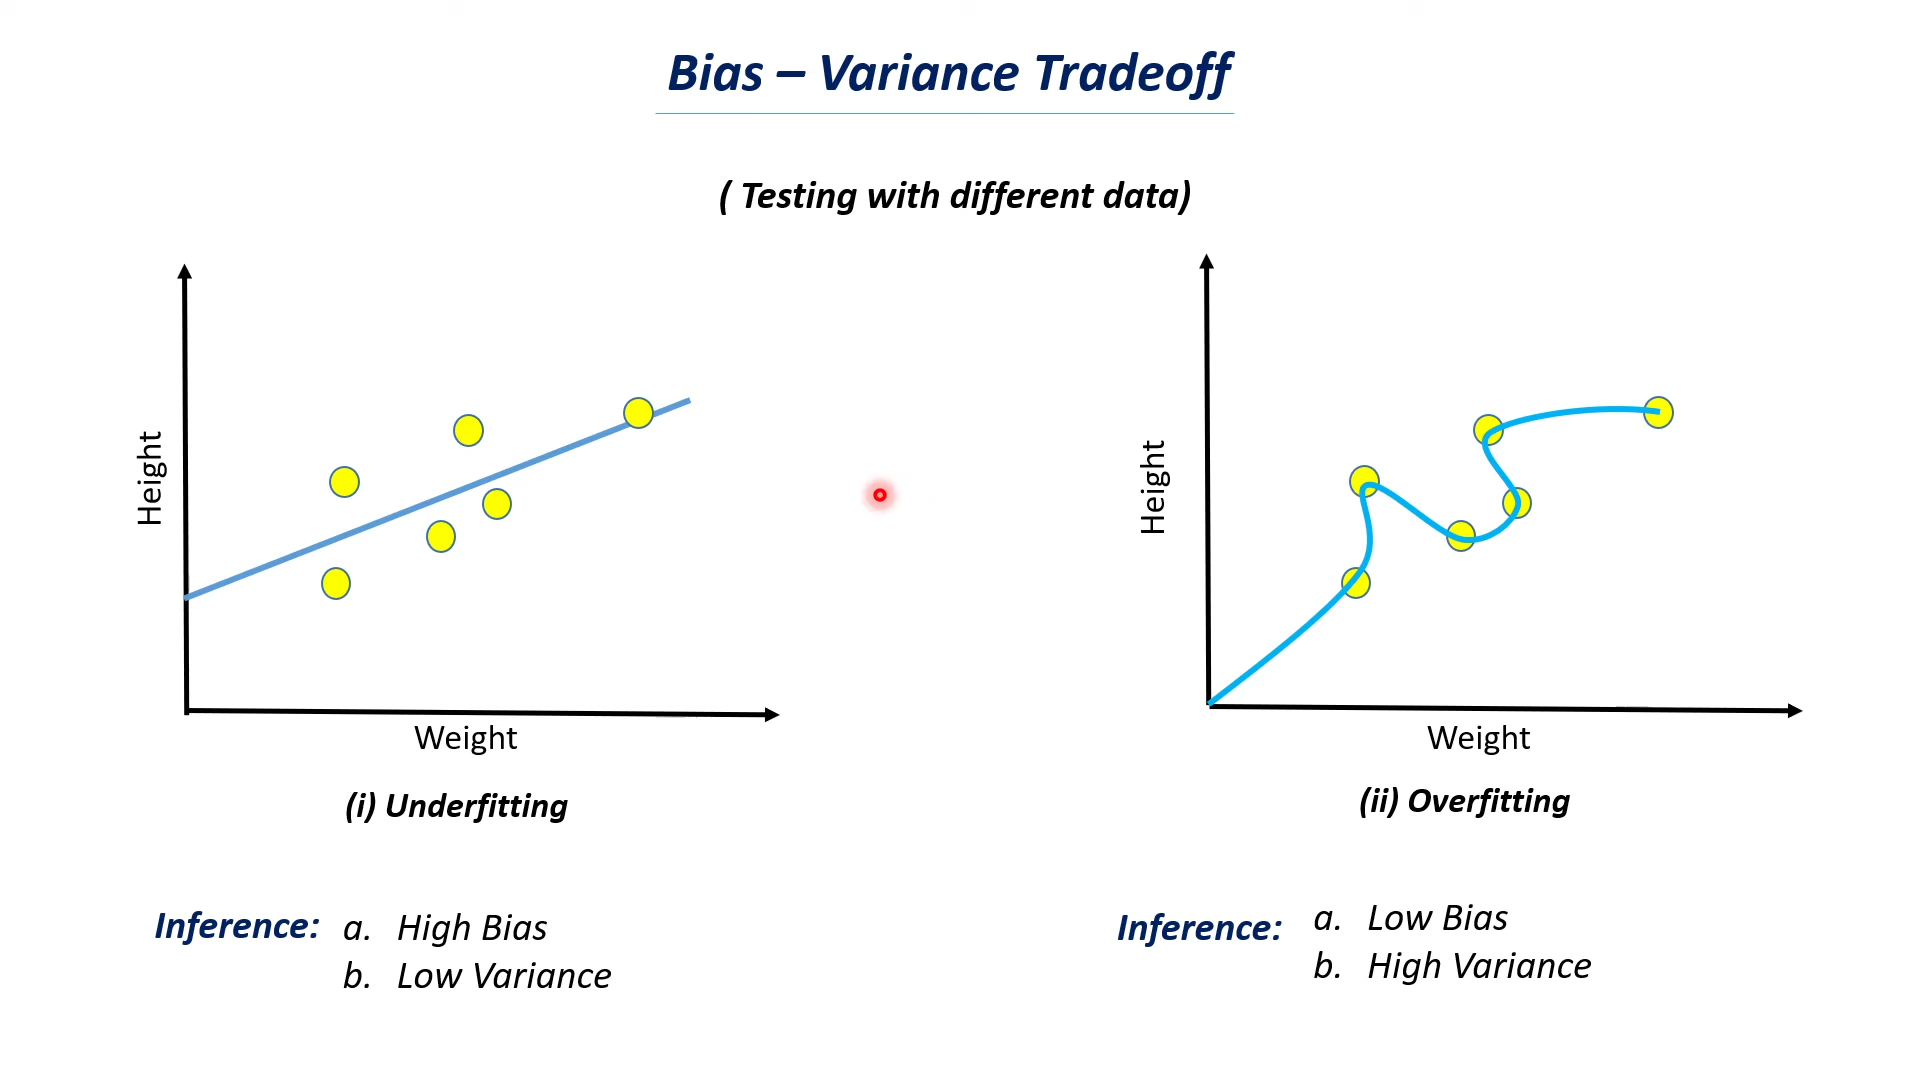 Bias – Variance Tradeoff
( Testing with different data)
Height
Weight
(i) Underfitting
Inference:
a. High Bias
b. Low Variance
Height
Weight
(ii) Overfitting
Inference:
a. Low Bias
b. High Variance